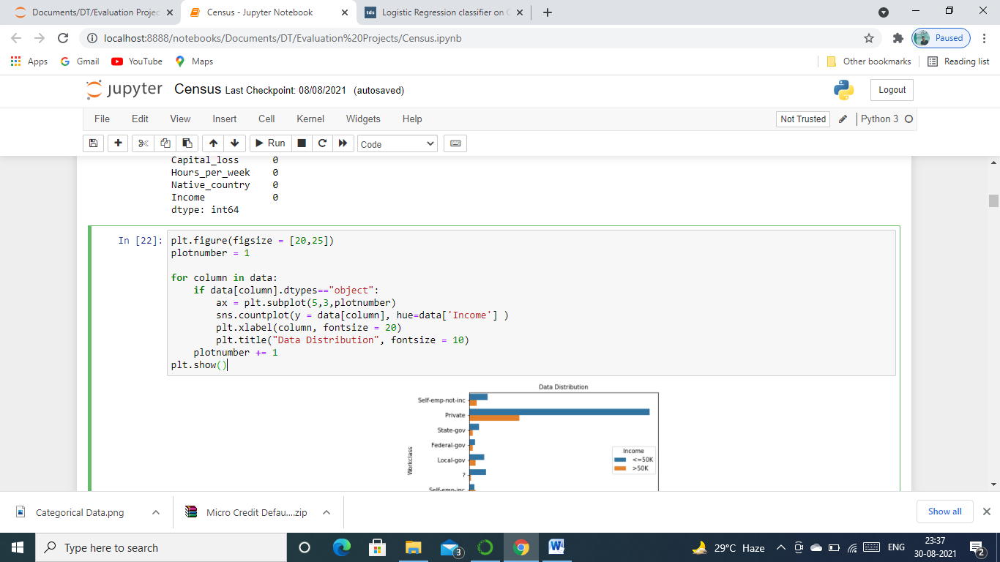 Documents/DT/Evaluation Projec
Census - Jupyter Notebook
tds
Logistic Regression classifier on C
localhost:8888/notebooks/Documents/DT/Evaluation%20Projects/Census.ipynb
Paused
Apps
Gmail
YouTube
Maps
Other bookmarks
Reading list
jupyter
Census Last Checkpoint: 08/08/2021 (autosaved)
Logout
File Edit View Insert Cell Kernel Widgets Help
Not Trusted
Python 3
Run
Code
Capital_loss 0
Hours_per_week 0
Native_country 0
Income 0
dtype: int64
In [22]:
plt.figure(figsize = [20,25])
plotnumber = 1
for column in data:
    if data[column].dtypes=="object":
        ax = plt.subplot(5,3,plotnumber)
        sns.countplot(y = data[column], hue=data['Income'] )
        plt.xlabel(column, fontsize = 20)
        plt.title("Data Distribution", fontsize = 10)
    plotnumber += 1
plt.show()
Data Distribution
Self-emp-not-inc
Private
State-gov
Federal-gov
Local-gov
?
Self-emp-inc
Workclass
Income
<=50K
>50K
Categorical Data.png
Micro Credit Defau....zip
Show all
Type here to search
3
29°C Haze
ENG
23:37
30-08-2021
2